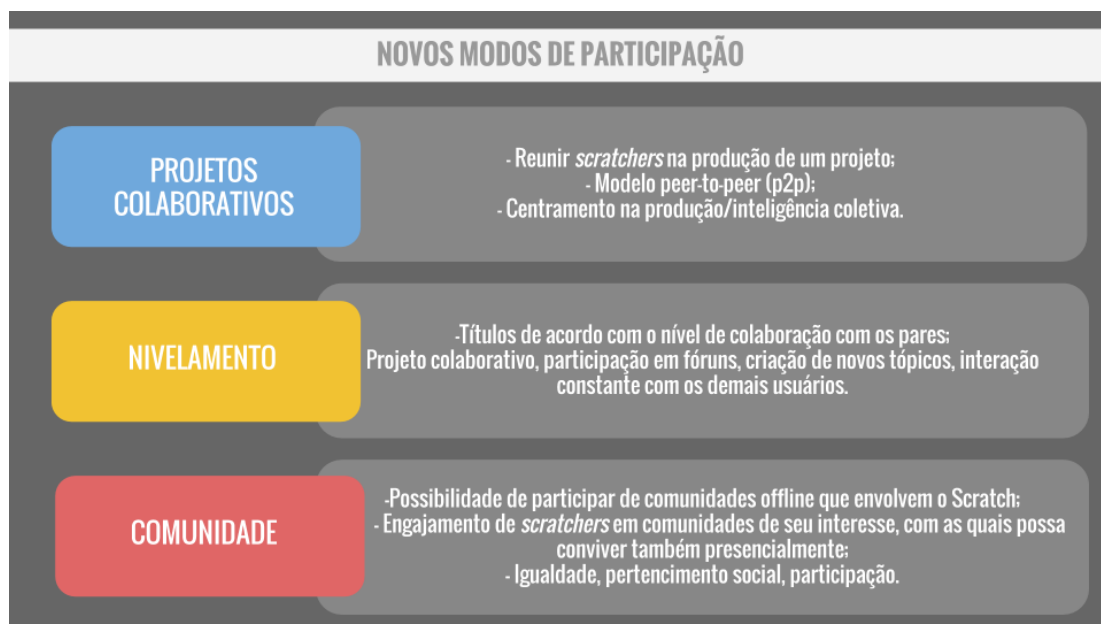 NOVOS MODOS DE PARTICIPAÇÃO
PROJETOS
COLABORATIVOS
- Reunir scratchers na produção de um projeto;
- Modelo peer-to-peer (p2p);
- Centramento na produção/inteligência coletiva.
NIVELAMENTO
-Títulos de acordo com o nível de colaboração com os pares;
Projeto colaborativo, participação em fóruns, criação de novos tópicos, interação
constante com os demais usuários.
COMUNIDADE
-Possibilidade de participar de comunidades offline que envolvem o Scratch;
- Engajamento de scratchers em comunidades de seu interesse, com as quais possa
conviver também presencialmente;
- Igualdade, pertencimento social, participação.